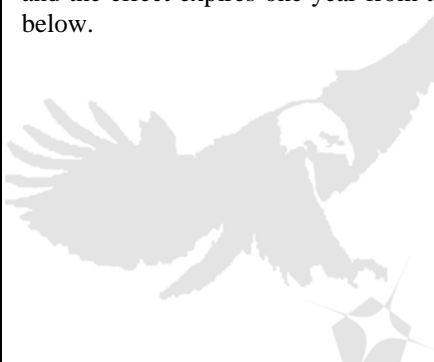 and the effect expires one year from
below.